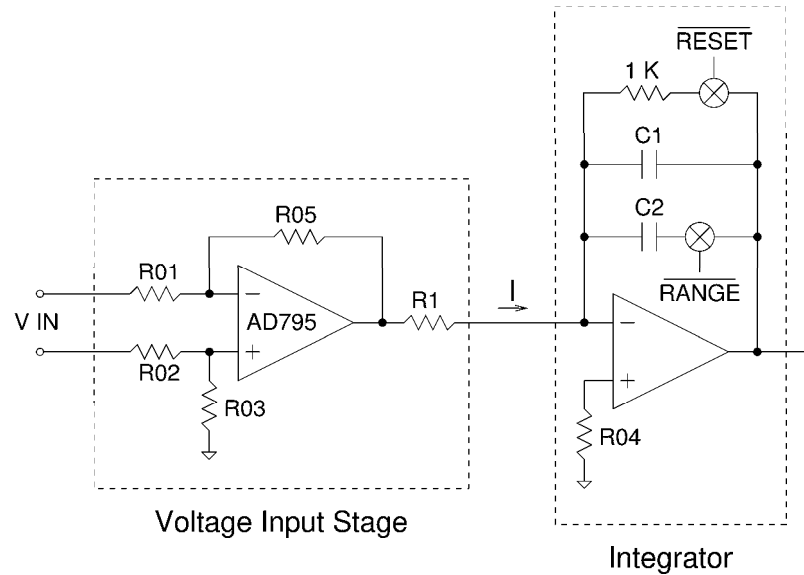 RESET
1 K
C1
C2
RANGE
R05
R01
V IN
AD795
R02
R03
R1
I
R04
−
+
−
+
Voltage Input Stage
Integrator